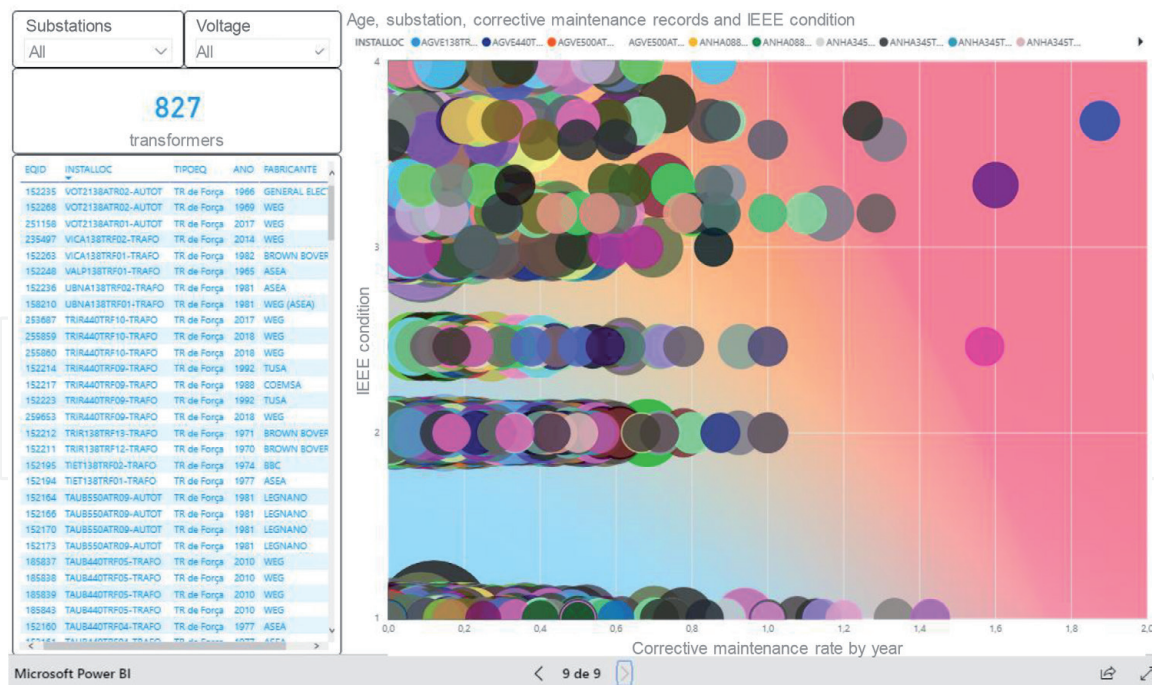 Substations
All
Voltage
All
827
transformers
EQID INSTALLOC TIPOEQ ANO FABRICANTE
152235 VOT2138ATR02-AUTOT TR de Força 1966 GENERAL ELEC
152268 VOT2138ATR02-AUTOT TR de Força 1969 WEG
251158 VOT2138ATR01-AUTOT TR de Força 2017 WEG
235497 VICA138TRF02-TRAFO TR de Força 2014 WEG
152263 VICA138TRF01-TRAFO TR de Força 1982 BROWN BOVER
152248 VALP138TRF01-TRAFO TR de Força 1965 ASEA
152236 UBNA138TRF02-TRAFO TR de Força 1981 ASEA
158210 UBNA138TRF01-TRAFO TR de Força 1981 WEG (ASEA)
253687 TRIR440TRF10-TRAFO TR de Força 2017 WEG
255859 TRIR440TRF10-TRAFO TR de Força 2018 WEG
255860 TRIR440TRF10-TRAFO TR de Força 2018 WEG
152214 TRIR440TRF09-TRAFO TR de Força 1992 TUSA
152217 TRIR440TRF09-TRAFO TR de Força 1988 COEMSA
152223 TRIR440TRF09-TRAFO TR de Força 1992 TUSA
259653 TRIR440TRF09-TRAFO TR de Força 2018 WEG
152212 TRIR138TRF13-TRAFO TR de Força 1971 BROWN BOVER
152211 TRIR138TRF12-TRAFO TR de Força 1970 BROWN BOVER
152195 TIET138TRF02-TRAFO TR de Força 1974 BBC
152194 TIET138TRF01-TRAFO TR de Força 1977 ASEA
152164 TAUB550ATR09-AUTOT TR de Força 1981 LEGNANO
152166 TAUB550ATR09-AUTOT TR de Força 1981 LEGNANO
152170 TAUB550ATR09-AUTOT TR de Força 1981 LEGNANO
152173 TAUB550ATR09-AUTOT TR de Força 1981 LEGNANO
185837 TAUB440TRF05-TRAFO TR de Força 2010 WEG
185838 TAUB440TRF05-TRAFO TR de Força 2010 WEG
185839 TAUB440TRF05-TRAFO TR de Força 2010 WEG
185843 TAUB440TRF05-TRAFO TR de Força 2010 WEG
152160 TAUB440TRF04-TRAFO TR de Força 1977 ASEA
Age, substation, corrective maintenance records and IEEE condition
INSTALLOC AGVE138TR... AGVE440T... AGVE500AT... AGVE500AT... ANHA088... ANHA088... ANHA345... ANHA345T... ANHA345T... ANHA345T...
4
3
2
1
IEEE condition
0,0 0,2 0,4 0,6 0,8 1,0 1,2 1,4 1,6 1,8 2,0
Corrective maintenance rate by year
Microsoft Power BI
9 de 9